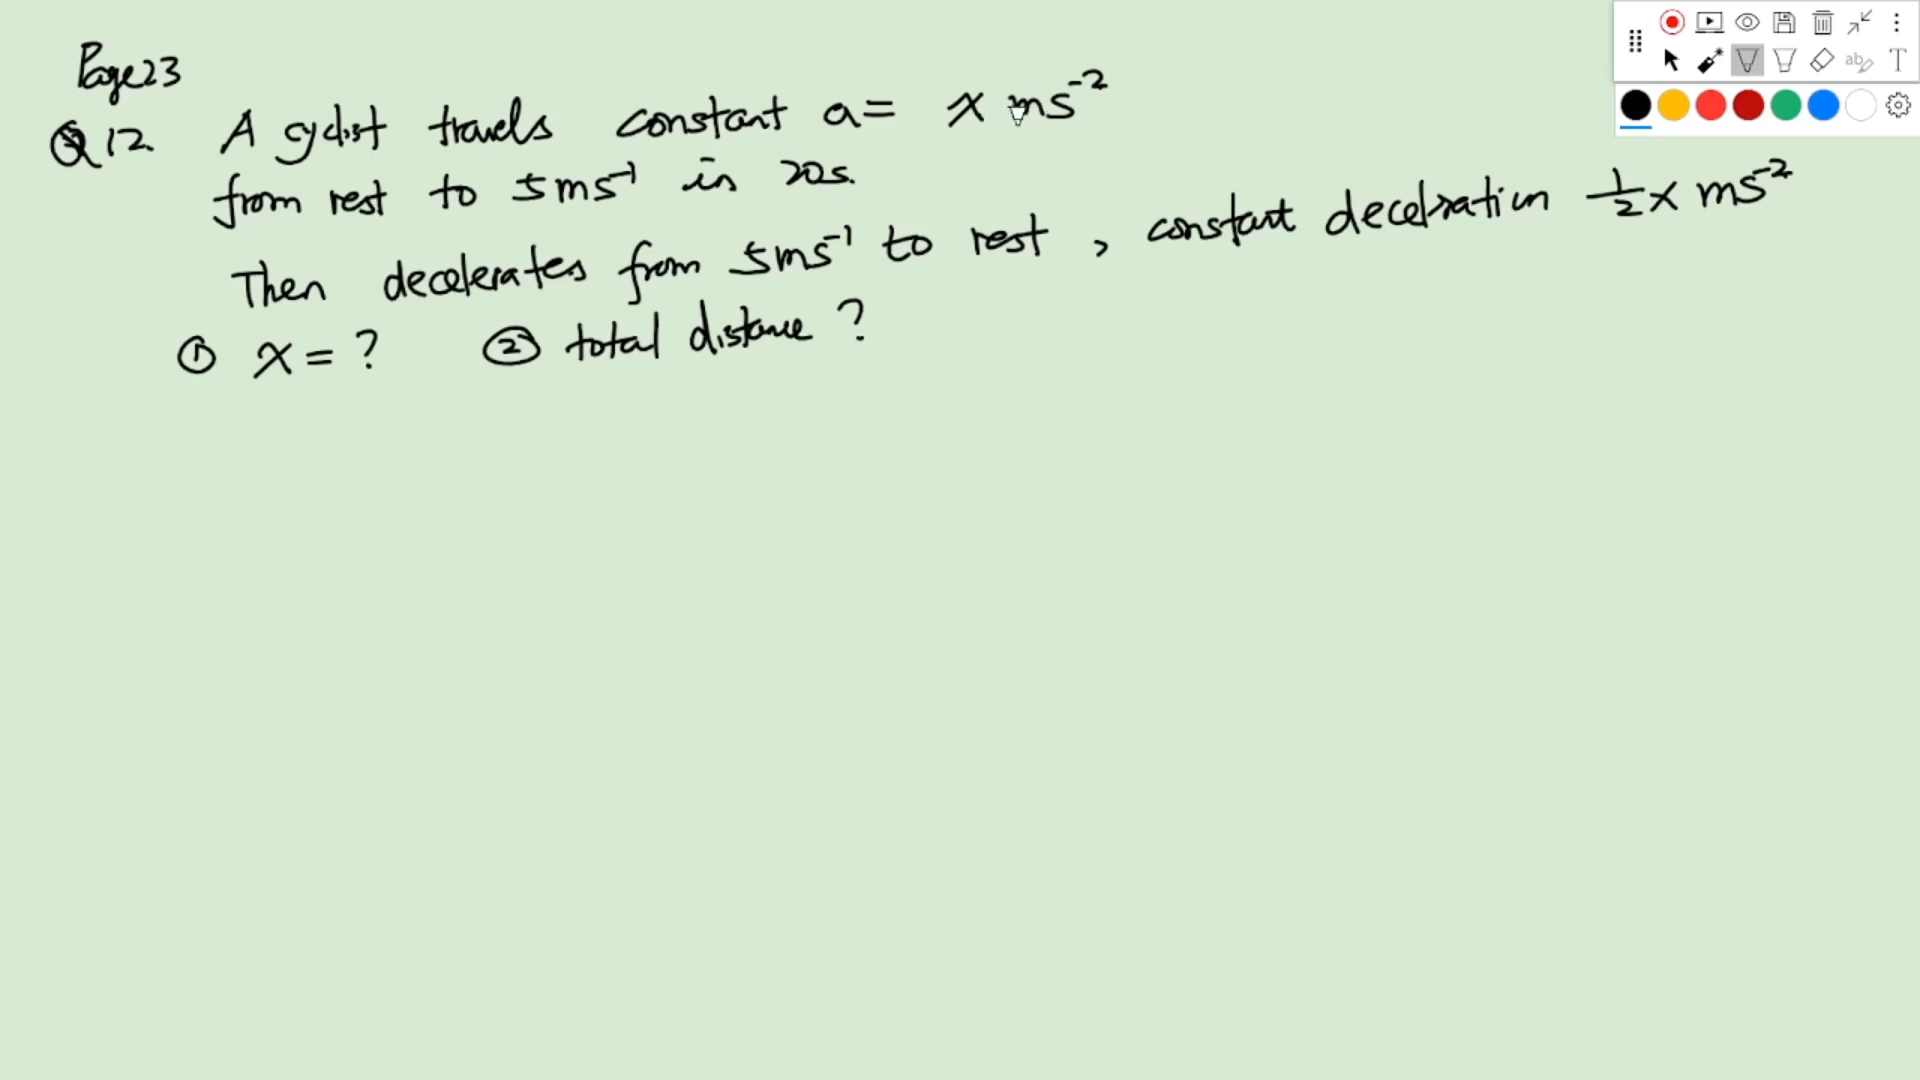 Page23
Q12. A cyclist travels constant a = x ms⁻²
from rest to 5ms⁻¹ in 20s.
Then decelerates from 5ms⁻¹ to rest, constant decelration ½x ms⁻²
① x = ? ② total distance ?